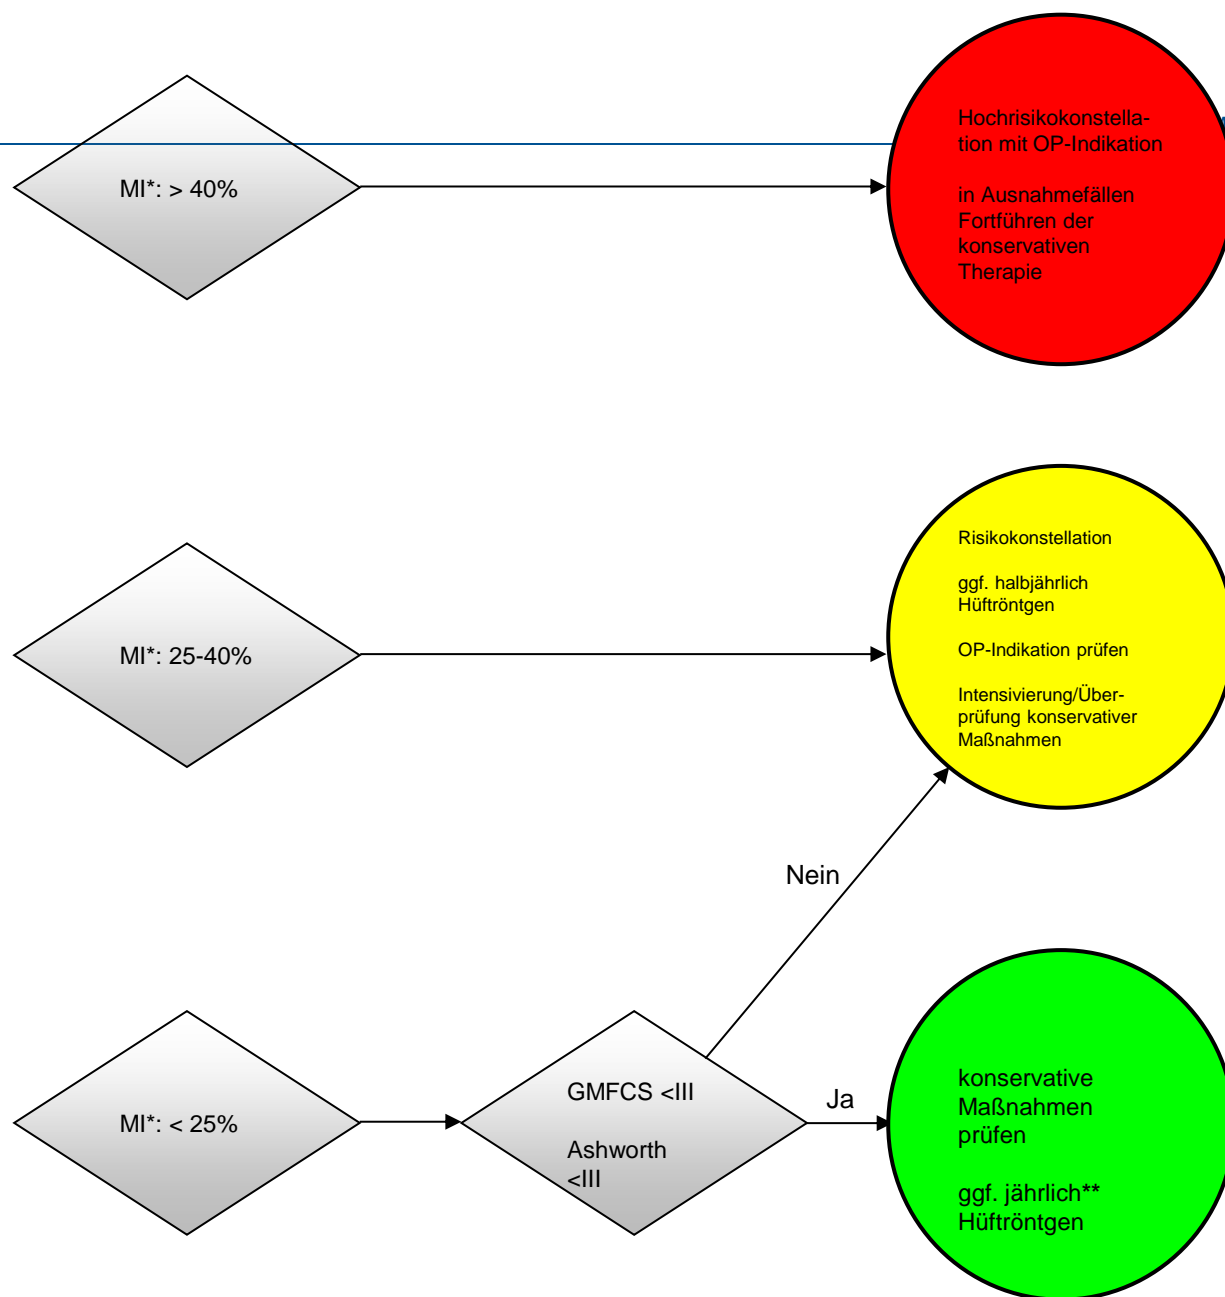 MI*: > 40%
Hochrisikokonstella-
tion mit OP-Indikation
in Ausnahmefällen
Fortführen der
konservativen
Therapie
MI*: 25-40%
Risikokonstellation
ggf. halbjährlich
Hüftröntgen
OP-Indikation prüfen
Intensivierung/Über-
prüfung konservativer
Maßnahmen
Nein
MI*: < 25%
GMFCS <III
Ashworth
<III
Ja
konservative
Maßnahmen
prüfen
ggf. jährlich**
Hüftröntgen